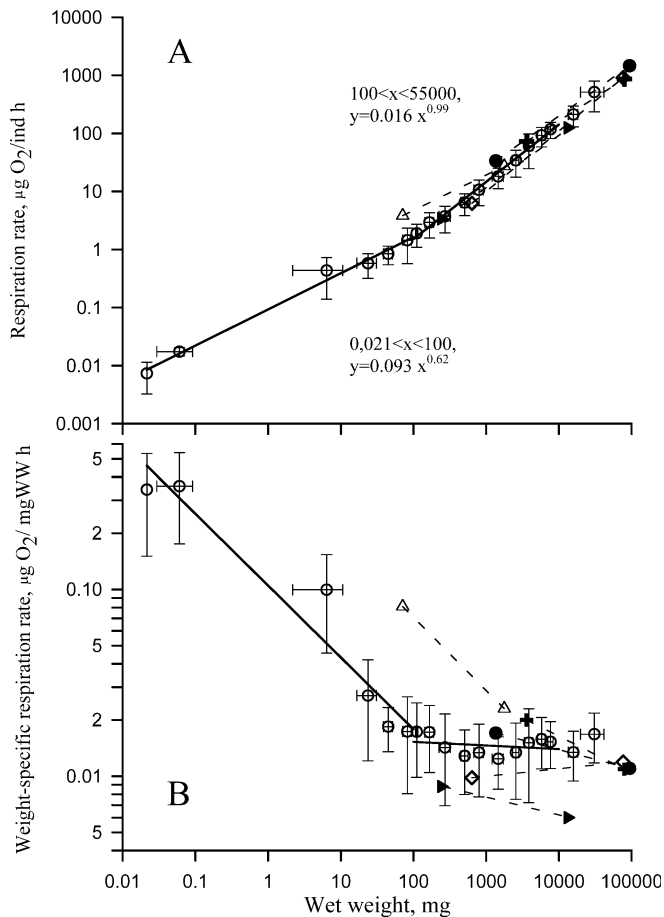 10000
A
1000
100<x<55000,
y=0.016 x^0.99
100
10
1
0.1
0,021<x<100,
y=0.093 x^0.62
0.01
0.001
Respiration rate, µg O2/ind h
5
2
0.10
5
2
0.01
5
B
Weight-specific respiration rate, µg O2/ mgWW h
0.01 0.1 1 10 100 1000 10000 100000
Wet weight, mg